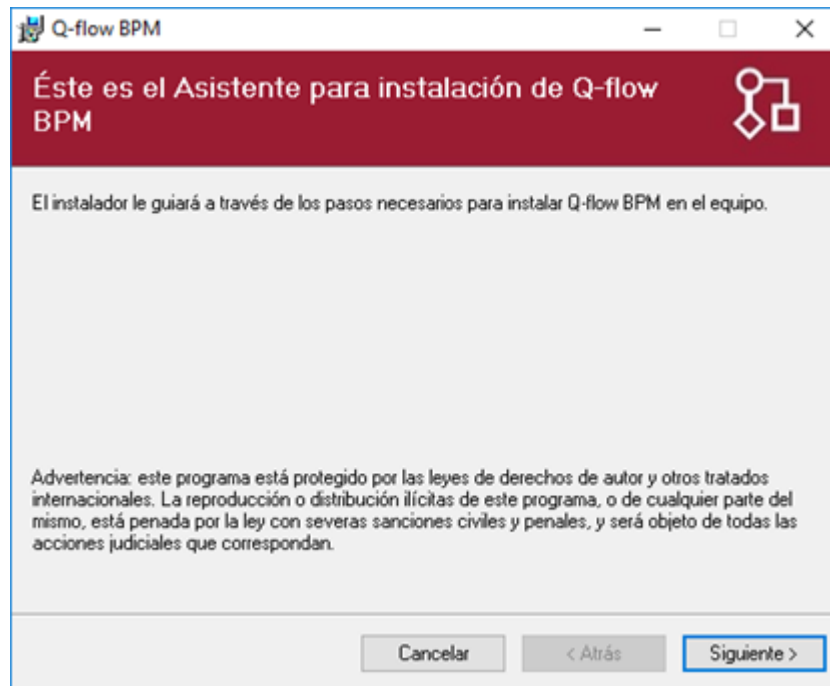 Q-flow BPM
Éste es el Asistente para instalación de Q-flow
BPM
El instalador le guiará a través de los pasos necesarios para instalar Q-flow BPM en el equipo.
Advertencia: este programa está protegido por las leyes de derechos de autor y otros tratados
internacionales. La reproducción o distribución ilícitas de este programa, o de cualquier parte del
mismo, está penada por la ley con severas sanciones civiles y penales, y será objeto de todas las
acciones judiciales que correspondan.
Cancelar < Atrás Siguiente >